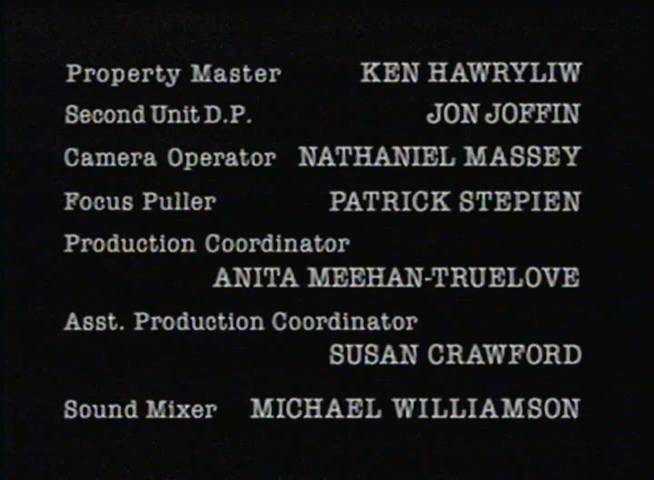 Property Master KEN HAWRYLIW
Second Unit D.P. JON JOFFIN
Camera Operator NATHANIEL MASSEY
Focus Puller PATRICK STEPIEN
Production Coordinator
ANITA MEEHAN-TRUELOVE
Asst. Production Coordinator
SUSAN CRAWFORD
Sound Mixer MICHAEL WILLIAMSON